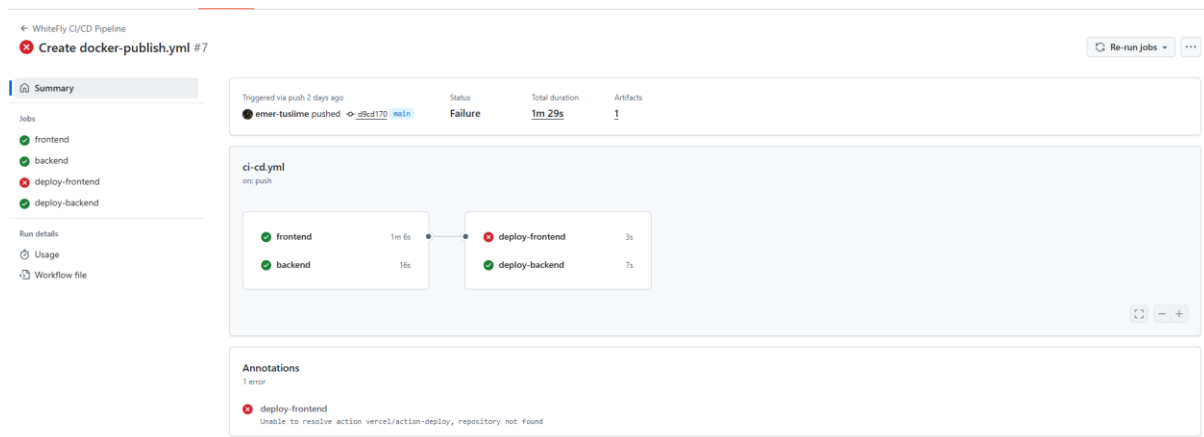 ← WhiteFly CI/CD Pipeline
Create docker-publish.yml #7
Re-run jobs
Summary
Jobs
frontend
backend
deploy-frontend
deploy-backend
Run details
Usage
Workflow file
Triggered via push 2 days ago
emer-tusiime pushed d9cd170 main
Status
Failure
Total duration
1m 29s
Artifacts
1
ci-cd.yml
on: push
frontend 1m 6s
backend 16s
deploy-frontend 3s
deploy-backend 7s
Annotations
1 error
deploy-frontend
Unable to resolve action vercel/action-deploy, repository not found